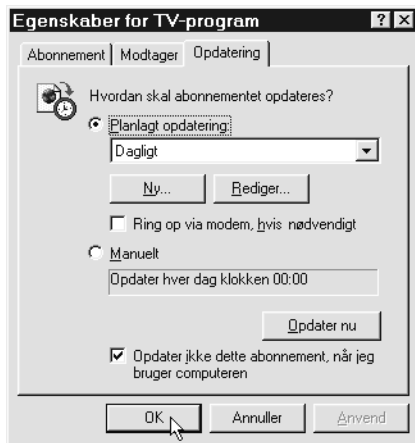 Egenskaber for TV-program
Abonnement Modtager Opdatering
Hvordan skal abonnementet opdateres?
Planlagt opdatering:
Dagligt
Ny... Rediger...
Ring op via modem, hvis nødvendigt
Manuelt
Opdater hver dag klokken 00:00
Opdater nu
Opdater ikke dette abonnement, når jeg
bruger computeren
OK Annuller Anvend